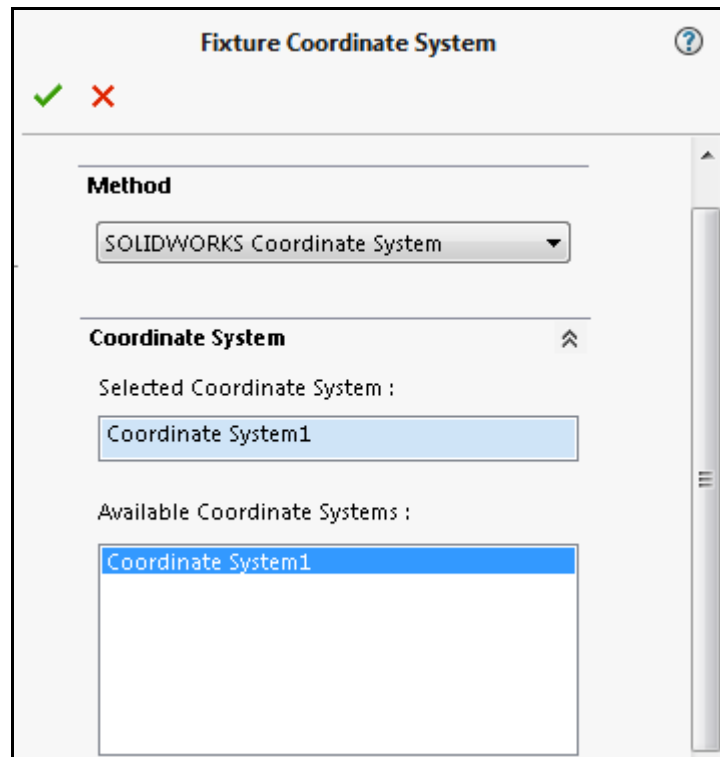 Fixture Coordinate System
Method
SOLIDWORKS Coordinate System
Coordinate System
Selected Coordinate System :
Coordinate System1
Available Coordinate Systems :
Coordinate System1